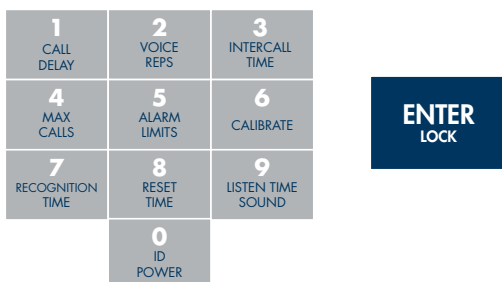 1
CALL
DELAY
2
VOICE
REPS
3
INTERCALL
TIME
4
MAX
CALLS
5
ALARM
LIMITS
6
CALIBRATE
ENTER
LOCK
7
RECOGNITION
TIME
8
RESET
TIME
9
LISTEN TIME
SOUND
0
ID
POWER